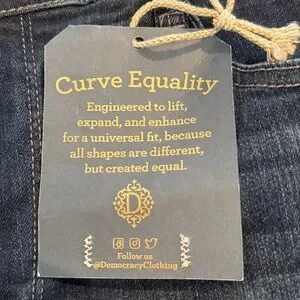 Curve Equality
Engineered to lift,
expand, and enhance
for a universal fit, because
all shapes are different,
but created equal.
D
Follow us
@DemocracyClothing